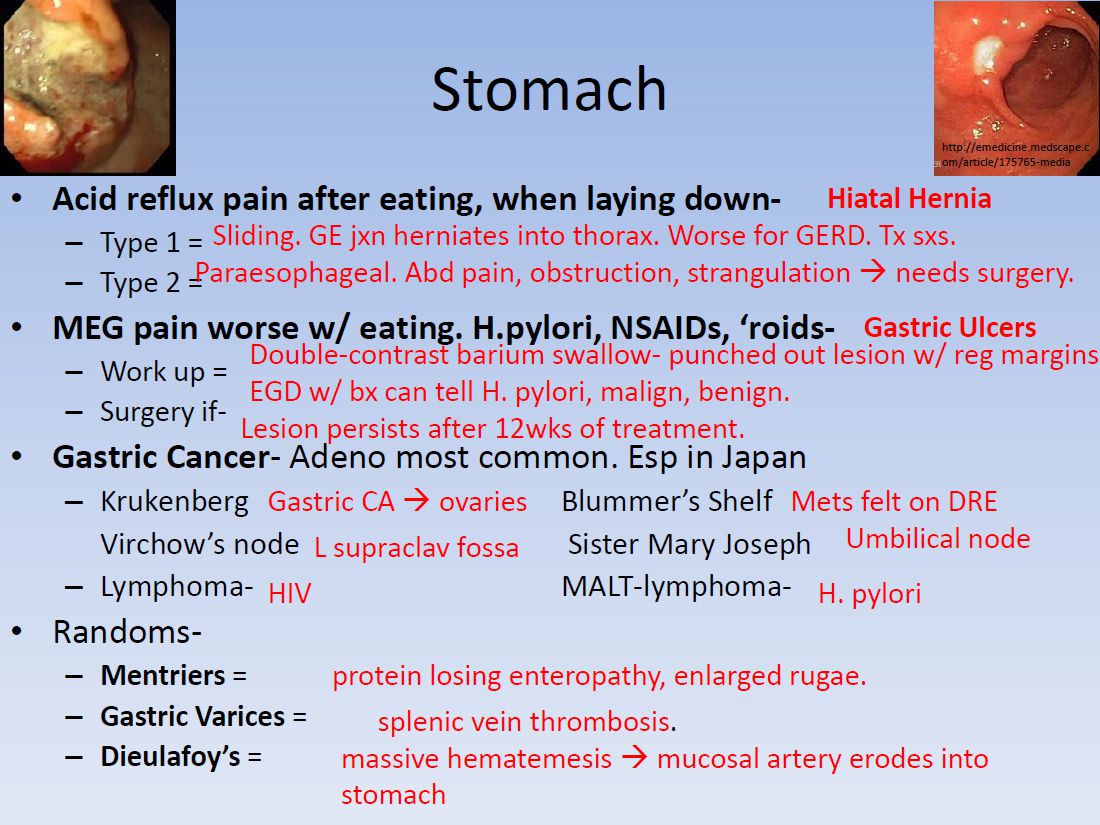 Stomach
http://emedicine.medscape.c
om/article/175765-media
• Acid reflux pain after eating, when laying down- Hiatal Hernia
– Type 1 = Sliding. GE jxn herniates into thorax. Worse for GERD. Tx sxs.
– Type 2 = Paraesophageal. Abd pain, obstruction, strangulation → needs surgery.
• MEG pain worse w/ eating. H.pylori, NSAIDs, ‘roids- Gastric Ulcers
– Work up = Double-contrast barium swallow- punched out lesion w/ reg margins
EGD w/ bx can tell H. pylori, malign, benign.
– Surgery if- Lesion persists after 12wks of treatment.
• Gastric Cancer- Adeno most common. Esp in Japan
– Krukenberg Gastric CA → ovaries Blummer’s Shelf Mets felt on DRE
Virchow’s node L supraclav fossa Sister Mary Joseph Umbilical node
– Lymphoma- HIV MALT-lymphoma- H. pylori
• Randoms-
– Mentriers = protein losing enteropathy, enlarged rugae.
– Gastric Varices = splenic vein thrombosis.
– Dieulafoy’s = massive hematemesis → mucosal artery erodes into
stomach